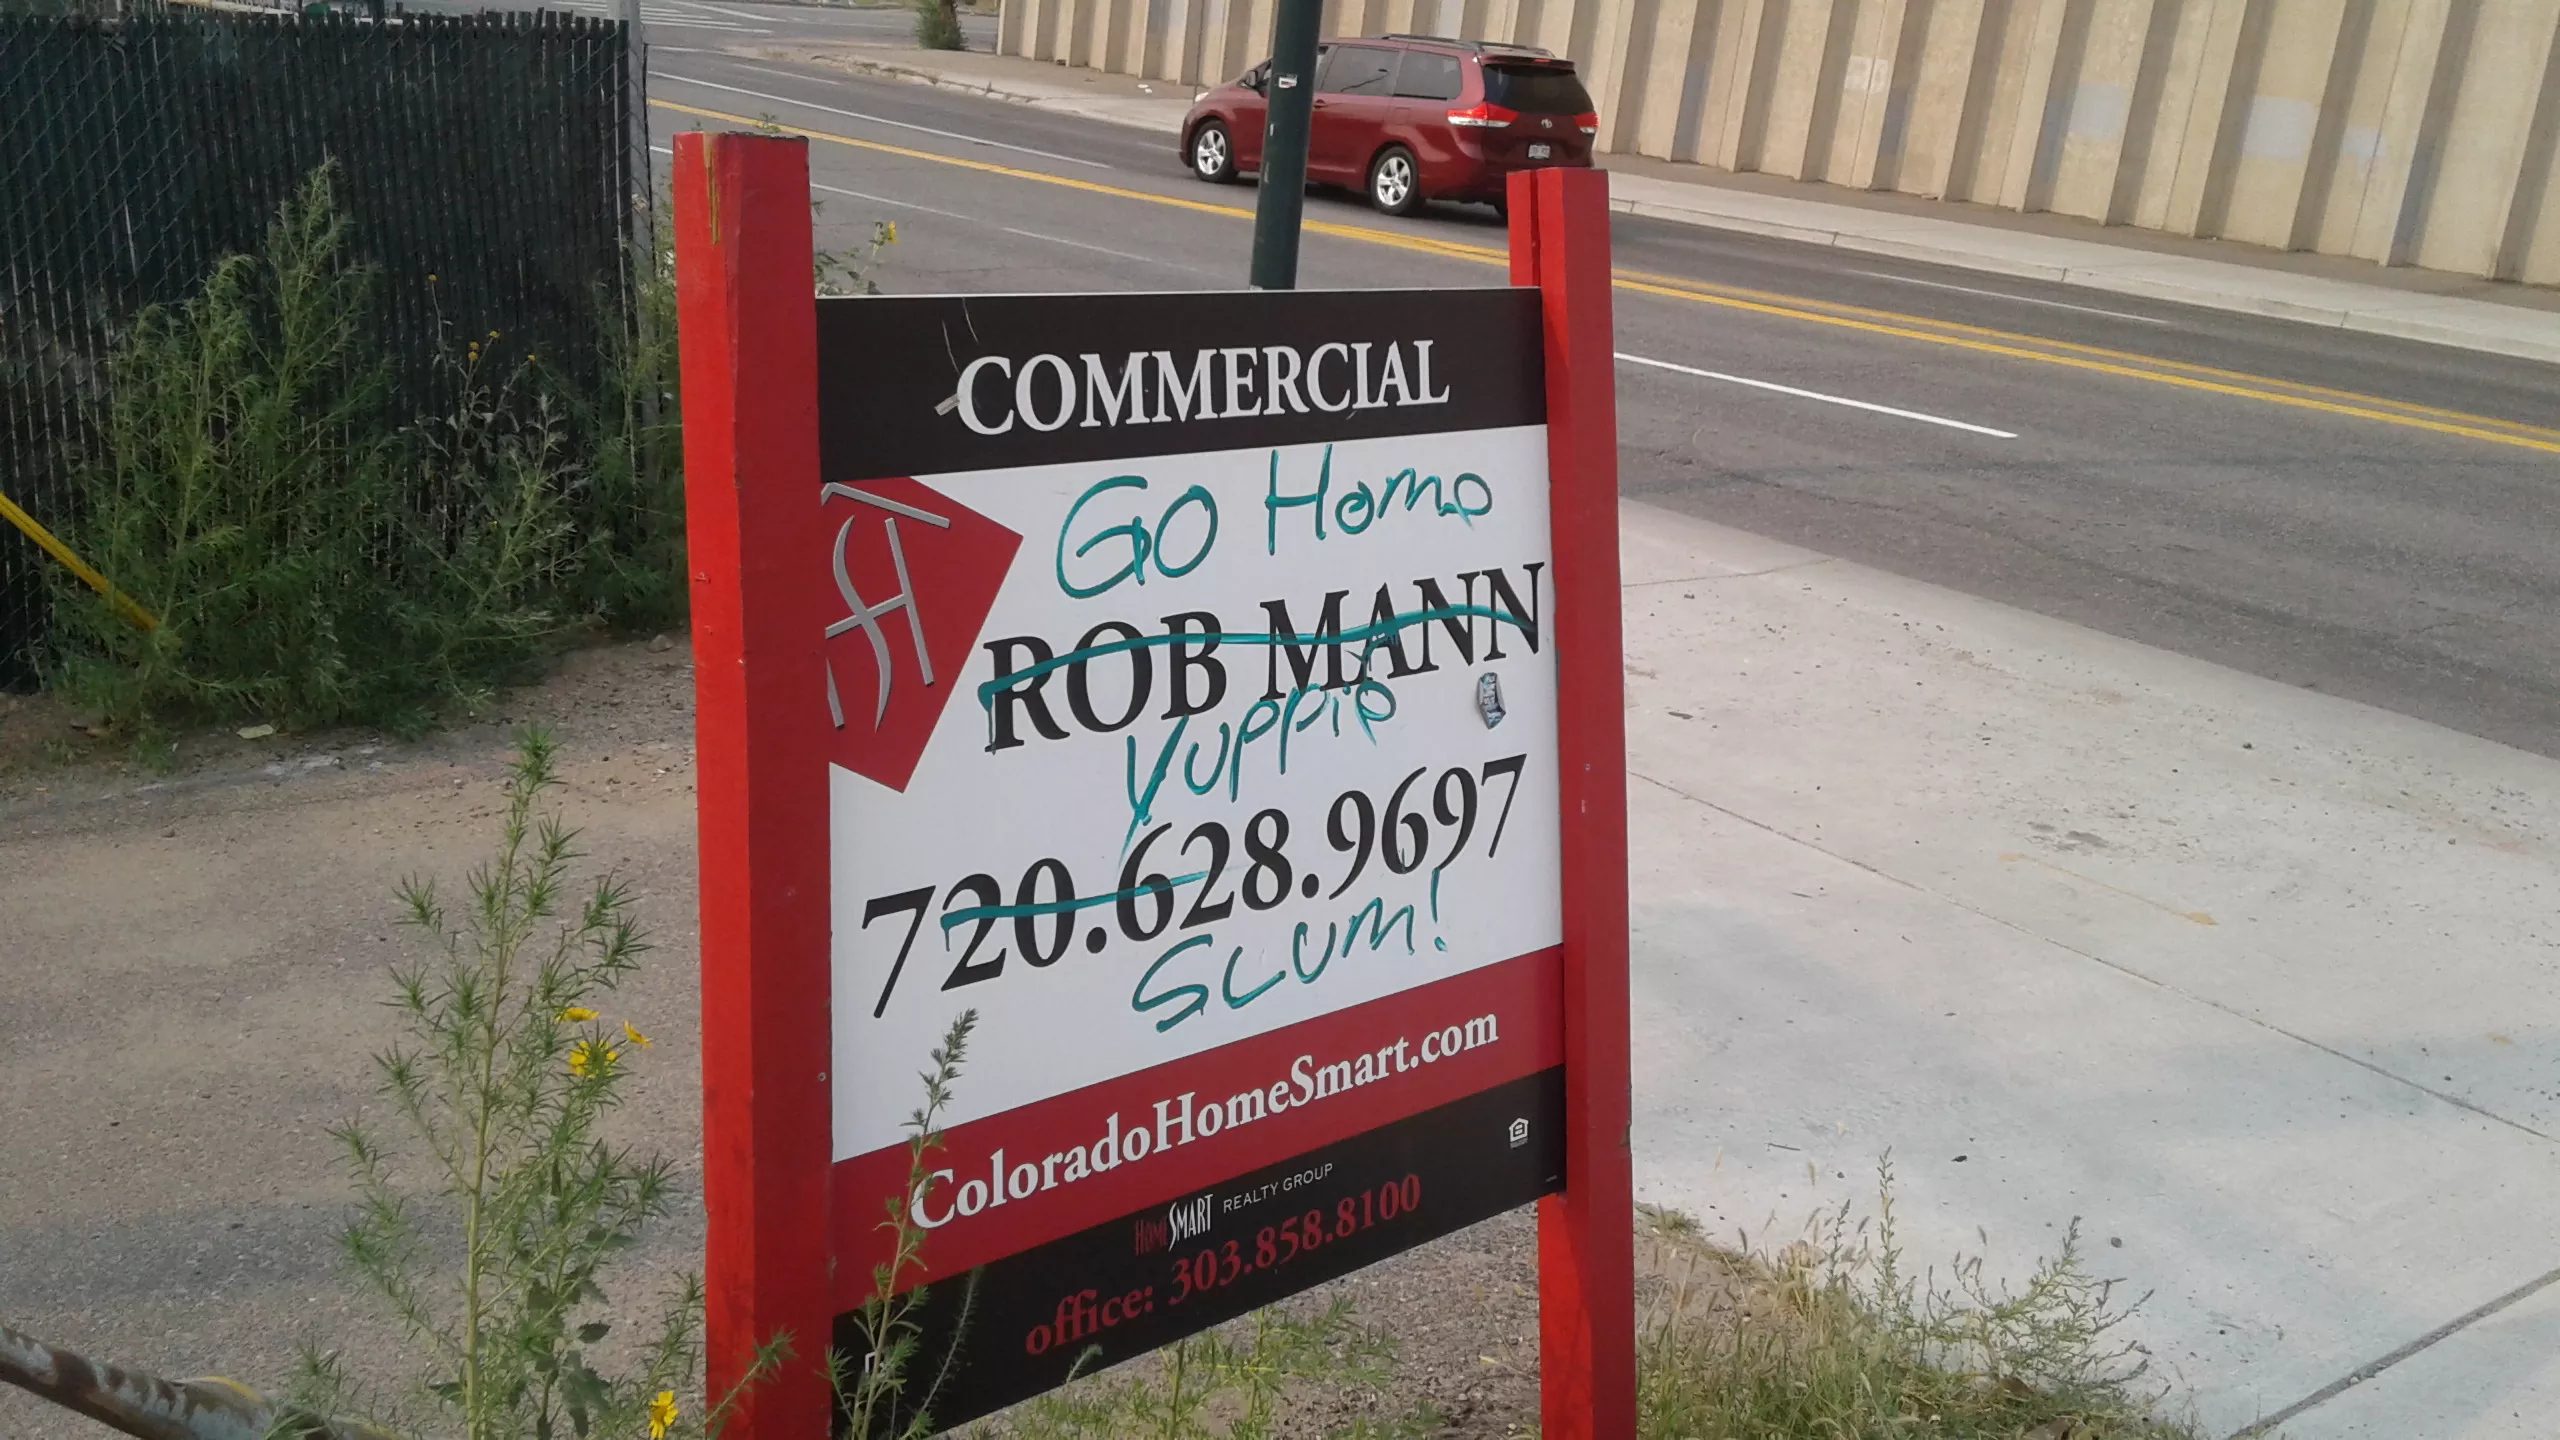 COMMERCIAL
GO Home
ROB MANN
Yuppie
720.628.9697
SCUM!
ColoradoHomeSmart.com
HOMESMART REALTY GROUP
office: 303.858.8100